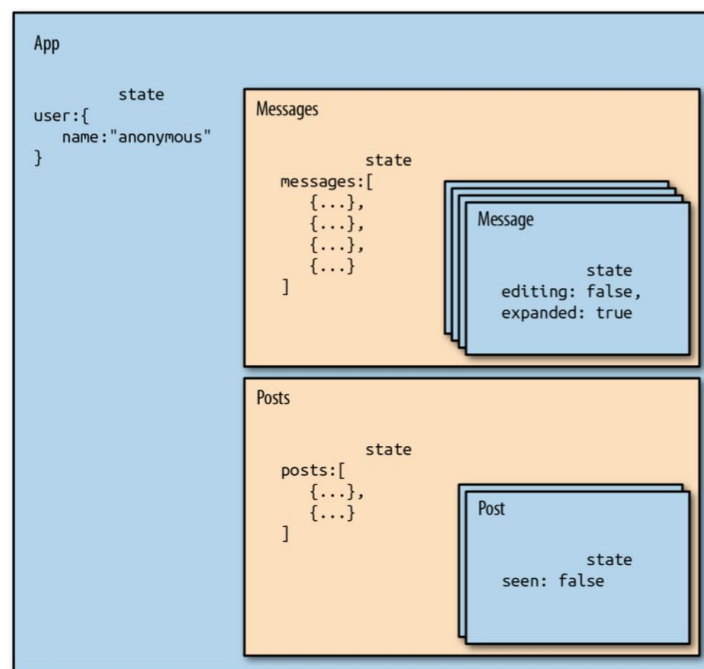 App
state
user:{
name:"anonymous"
}
Messages
state
messages:[
{...},
{...},
{...},
{...}
]
Message
state
editing: false,
expanded: true
Posts
state
posts:[
{...},
{...}
]
Post
state
seen: false